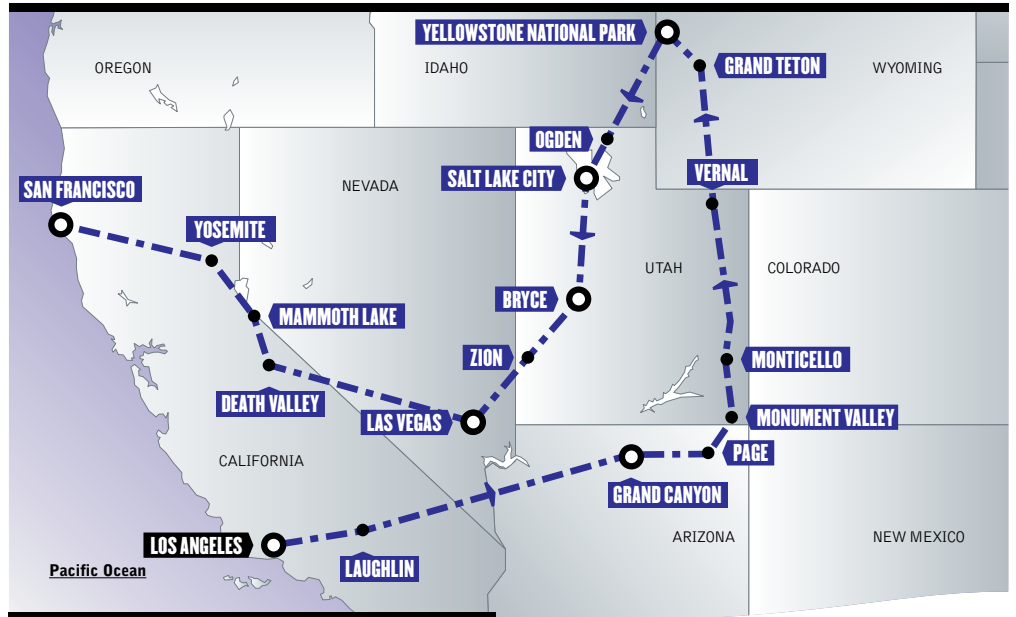 YELLOWSTONE NATIONAL PARK
OREGON
IDAHO
GRAND TETON
WYOMING
OGDEN
SALT LAKE CITY
VERNAL
NEVADA
SAN FRANCISCO
YOSEMITE
UTAH
COLORADO
BRYCE
MAMMOTH LAKE
ZION
MONTICELLO
DEATH VALLEY
LAS VEGAS
MONUMENT VALLEY
PAGE
CALIFORNIA
GRAND CANYON
LOS ANGELES
ARIZONA
NEW MEXICO
Pacific Ocean
LAUGHLIN